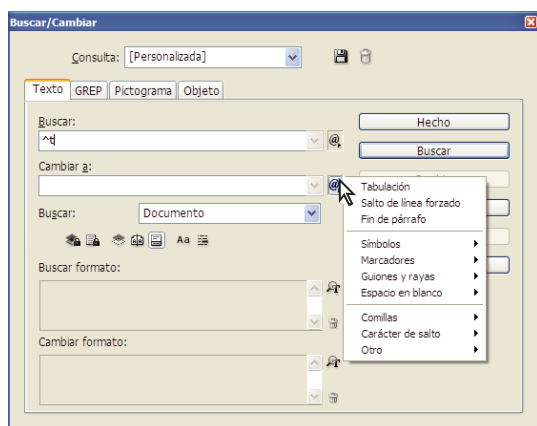 Buscar/Cambiar
Consulta: [Personalizada]
Texto GREP Pictograma Objeto
Buscar:
^t
Hecho
Buscar
Cambiar a:
Tabulación
Salto de línea forzado
Fin de párrafo
Símbolos
Marcadores
Guiones y rayas
Espacio en blanco
Comillas
Carácter de salto
Otro
Buscar: Documento
Aa
Buscar formato:
Cambiar formato: